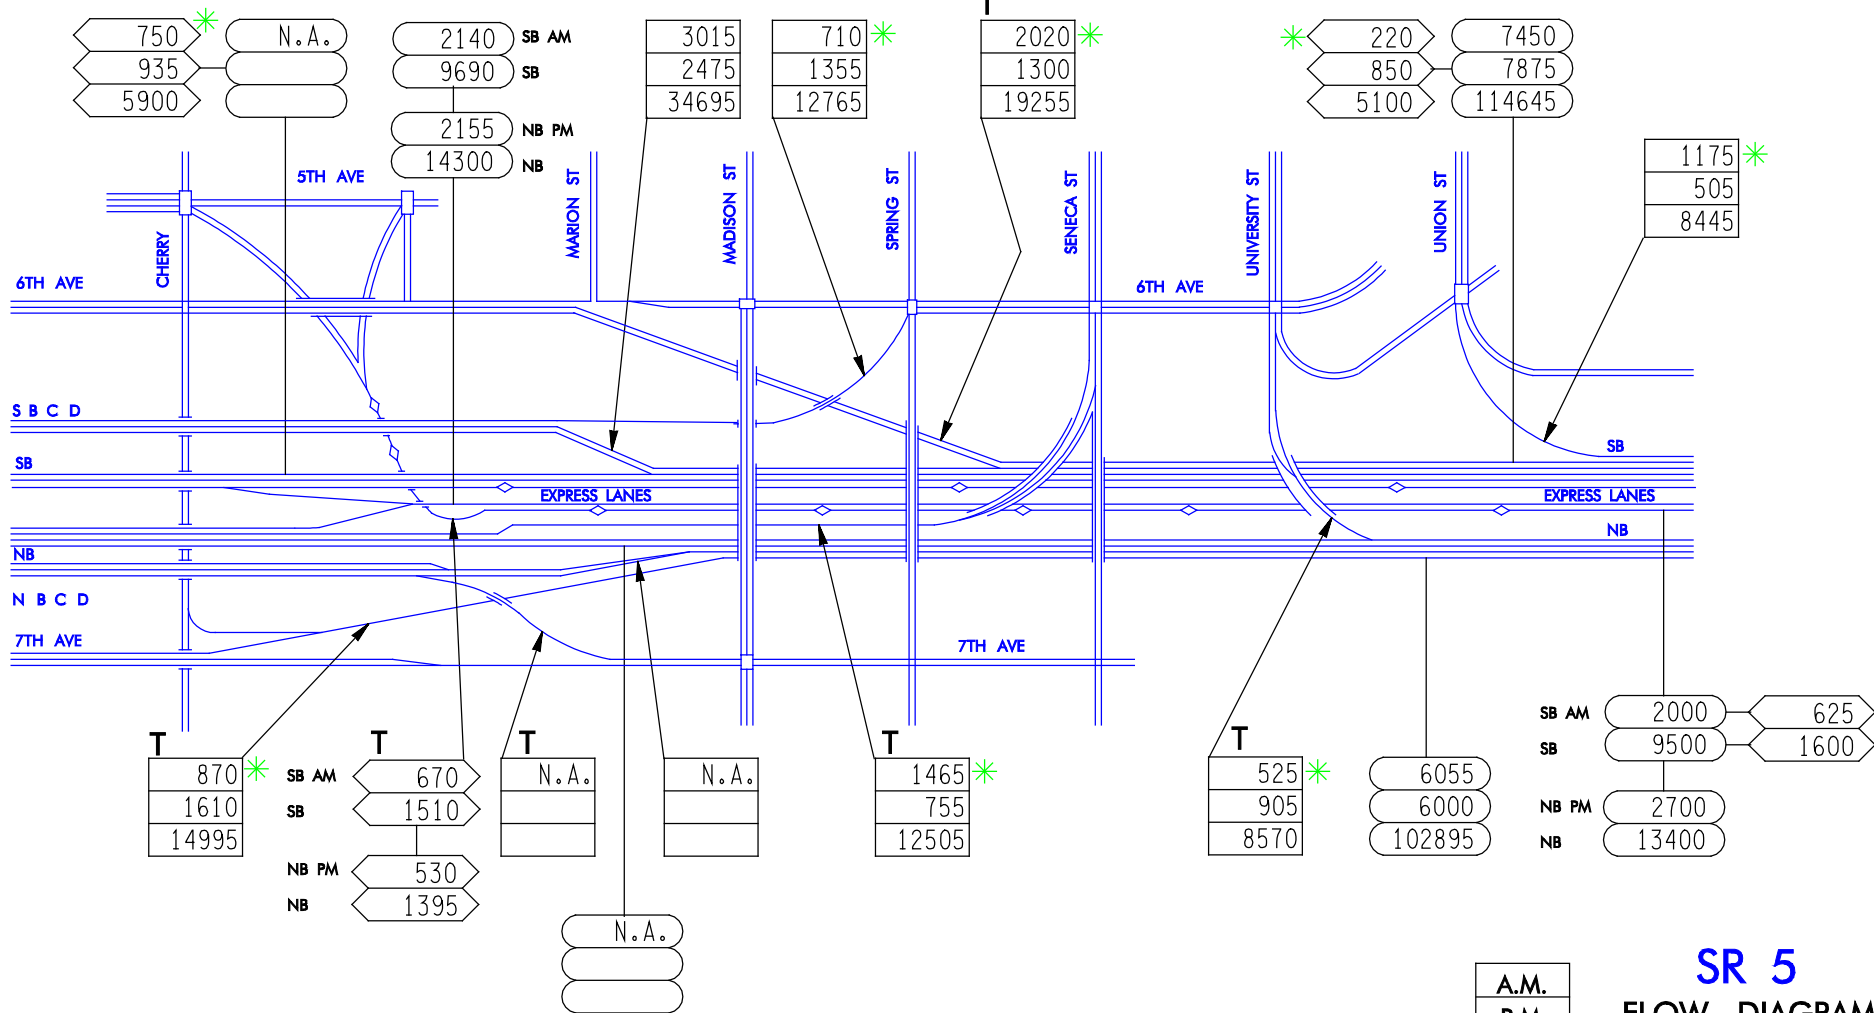 T
750
935
5900
N.A.
2140 SB AM
9690 SB
2155 NB PM
14300 NB
3015
2475
34695
710
1355
12765
2020
1300
19255
220
850
5100
7450
7875
114645
1175
505
8445
5TH AVE
CHERRY
MARION ST
MADISON ST
SPRING ST
SENECA ST
UNIVERSITY ST
UNION ST
6TH AVE
6TH AVE
S B C D
SB
SB
EXPRESS LANES
EXPRESS LANES
NB
NB
N B C D
7TH AVE
7TH AVE
T
870
1610
14995
T
SB AM 670
SB 1510
NB PM 530
NB 1395
T
N.A.
N.A.
N.A.
T
1465
755
12505
T
525
905
8570
6055
6000
102895
SB AM 2000 625
SB 9500 1600
NB PM 2700
NB 13400
A.M.
P.M.
SR 5
FLOW DIAGRAM